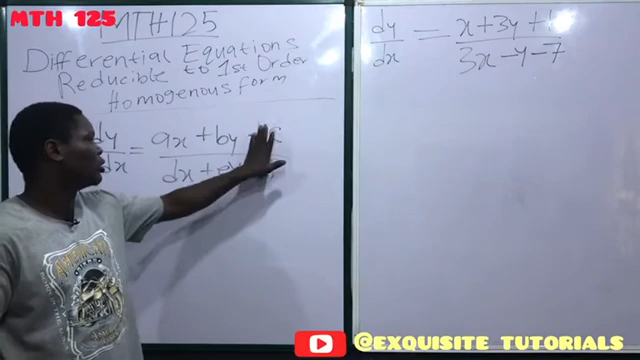 MTH 125
MTH125
Differential Equations
Reducible to 1st Order
Homogenous form
dy/dx = ax + by
dx +
dy/dx = x + 3y + / 3x - y - 7
@EXQUISITE TUTORIALS